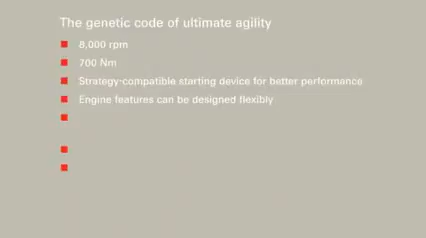 The genetic code of ultimate agility
8,000 rpm
700 Nm
Strategy-compatible starting device for better performance
Engine features can be designed flexibly